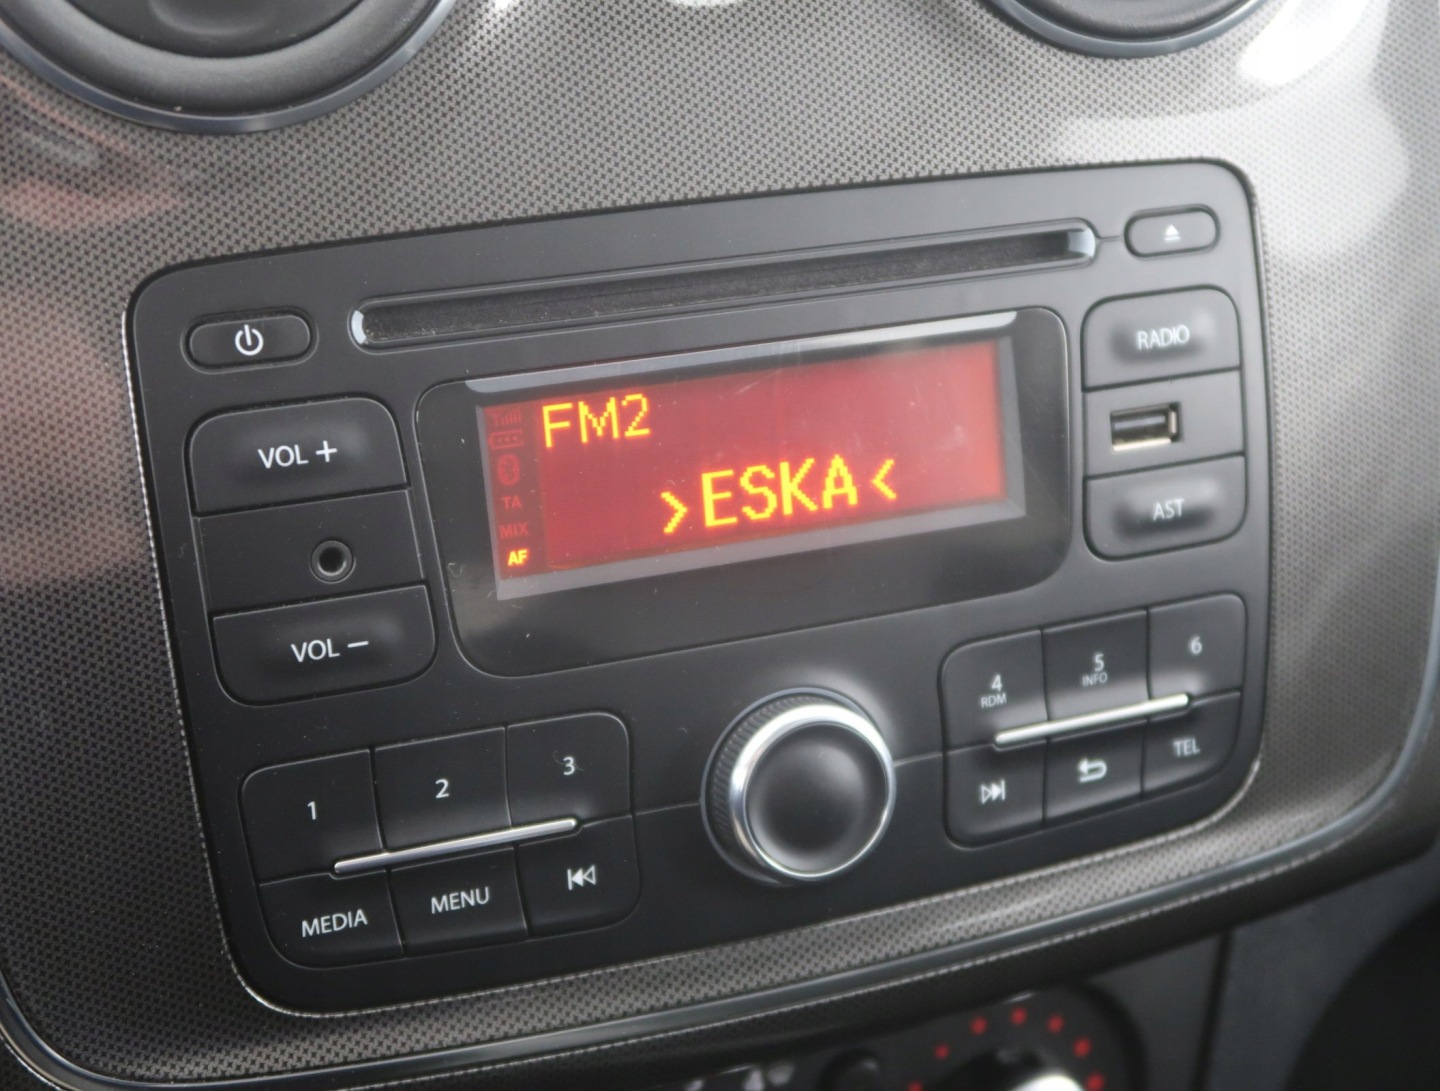 RADIO
VOL +
FM2
TA
>ESKA<
MIX
AF
AST
VOL –
4
RDM
5
INFO
6
TEL
1
2
3
MEDIA
MENU